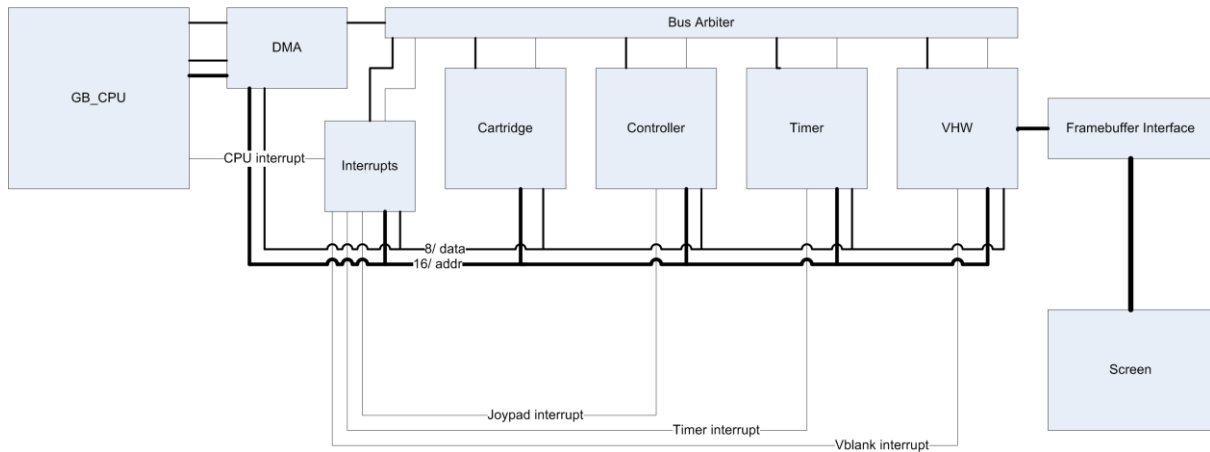 Bus Arbiter
DMA
GB_CPU
Cartridge
Controller
Timer
VHW
Framebuffer Interface
CPU interrupt
Interrupts
8/ data
16/ addr
Screen
Joypad interrupt
Timer interrupt
Vblank interrupt